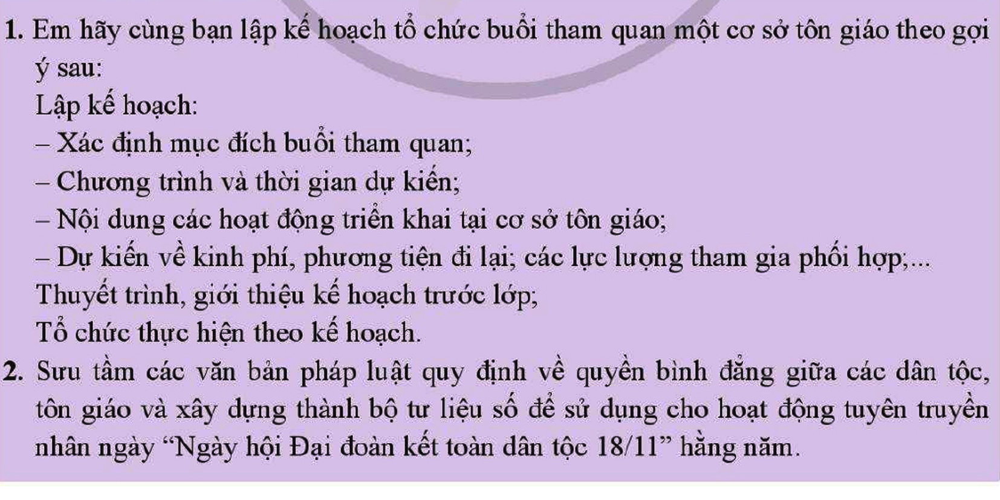 1. Em hãy cùng bạn lập kế hoạch tổ chức buổi tham quan một cơ sở tôn giáo theo gợi
ý sau:
Lập kế hoạch:
– Xác định mục đích buổi tham quan;
– Chương trình và thời gian dự kiến;
– Nội dung các hoạt động triển khai tại cơ sở tôn giáo;
– Dự kiến về kinh phí, phương tiện đi lại; các lực lượng tham gia phối hợp;...
Thuyết trình, giới thiệu kế hoạch trước lớp;
Tổ chức thực hiện theo kế hoạch.
2. Sưu tầm các văn bản pháp luật quy định về quyền bình đẳng giữa các dân tộc,
tôn giáo và xây dựng thành bộ tư liệu số để sử dụng cho hoạt động tuyên truyền
nhân ngày “Ngày hội Đại đoàn kết toàn dân tộc 18/11” hằng năm.